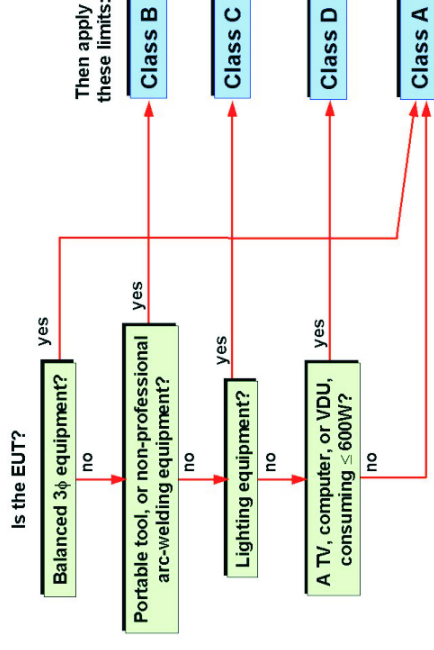 Is the EUT?
Then apply
these limits:
Balanced 3ϕ equipment?
yes
no
Portable tool, or non-professional
arc-welding equipment?
yes
Class B
no
Lighting equipment?
yes
Class C
no
A TV, computer, or VDU,
consuming ≤ 600W?
yes
Class D
no
Class A